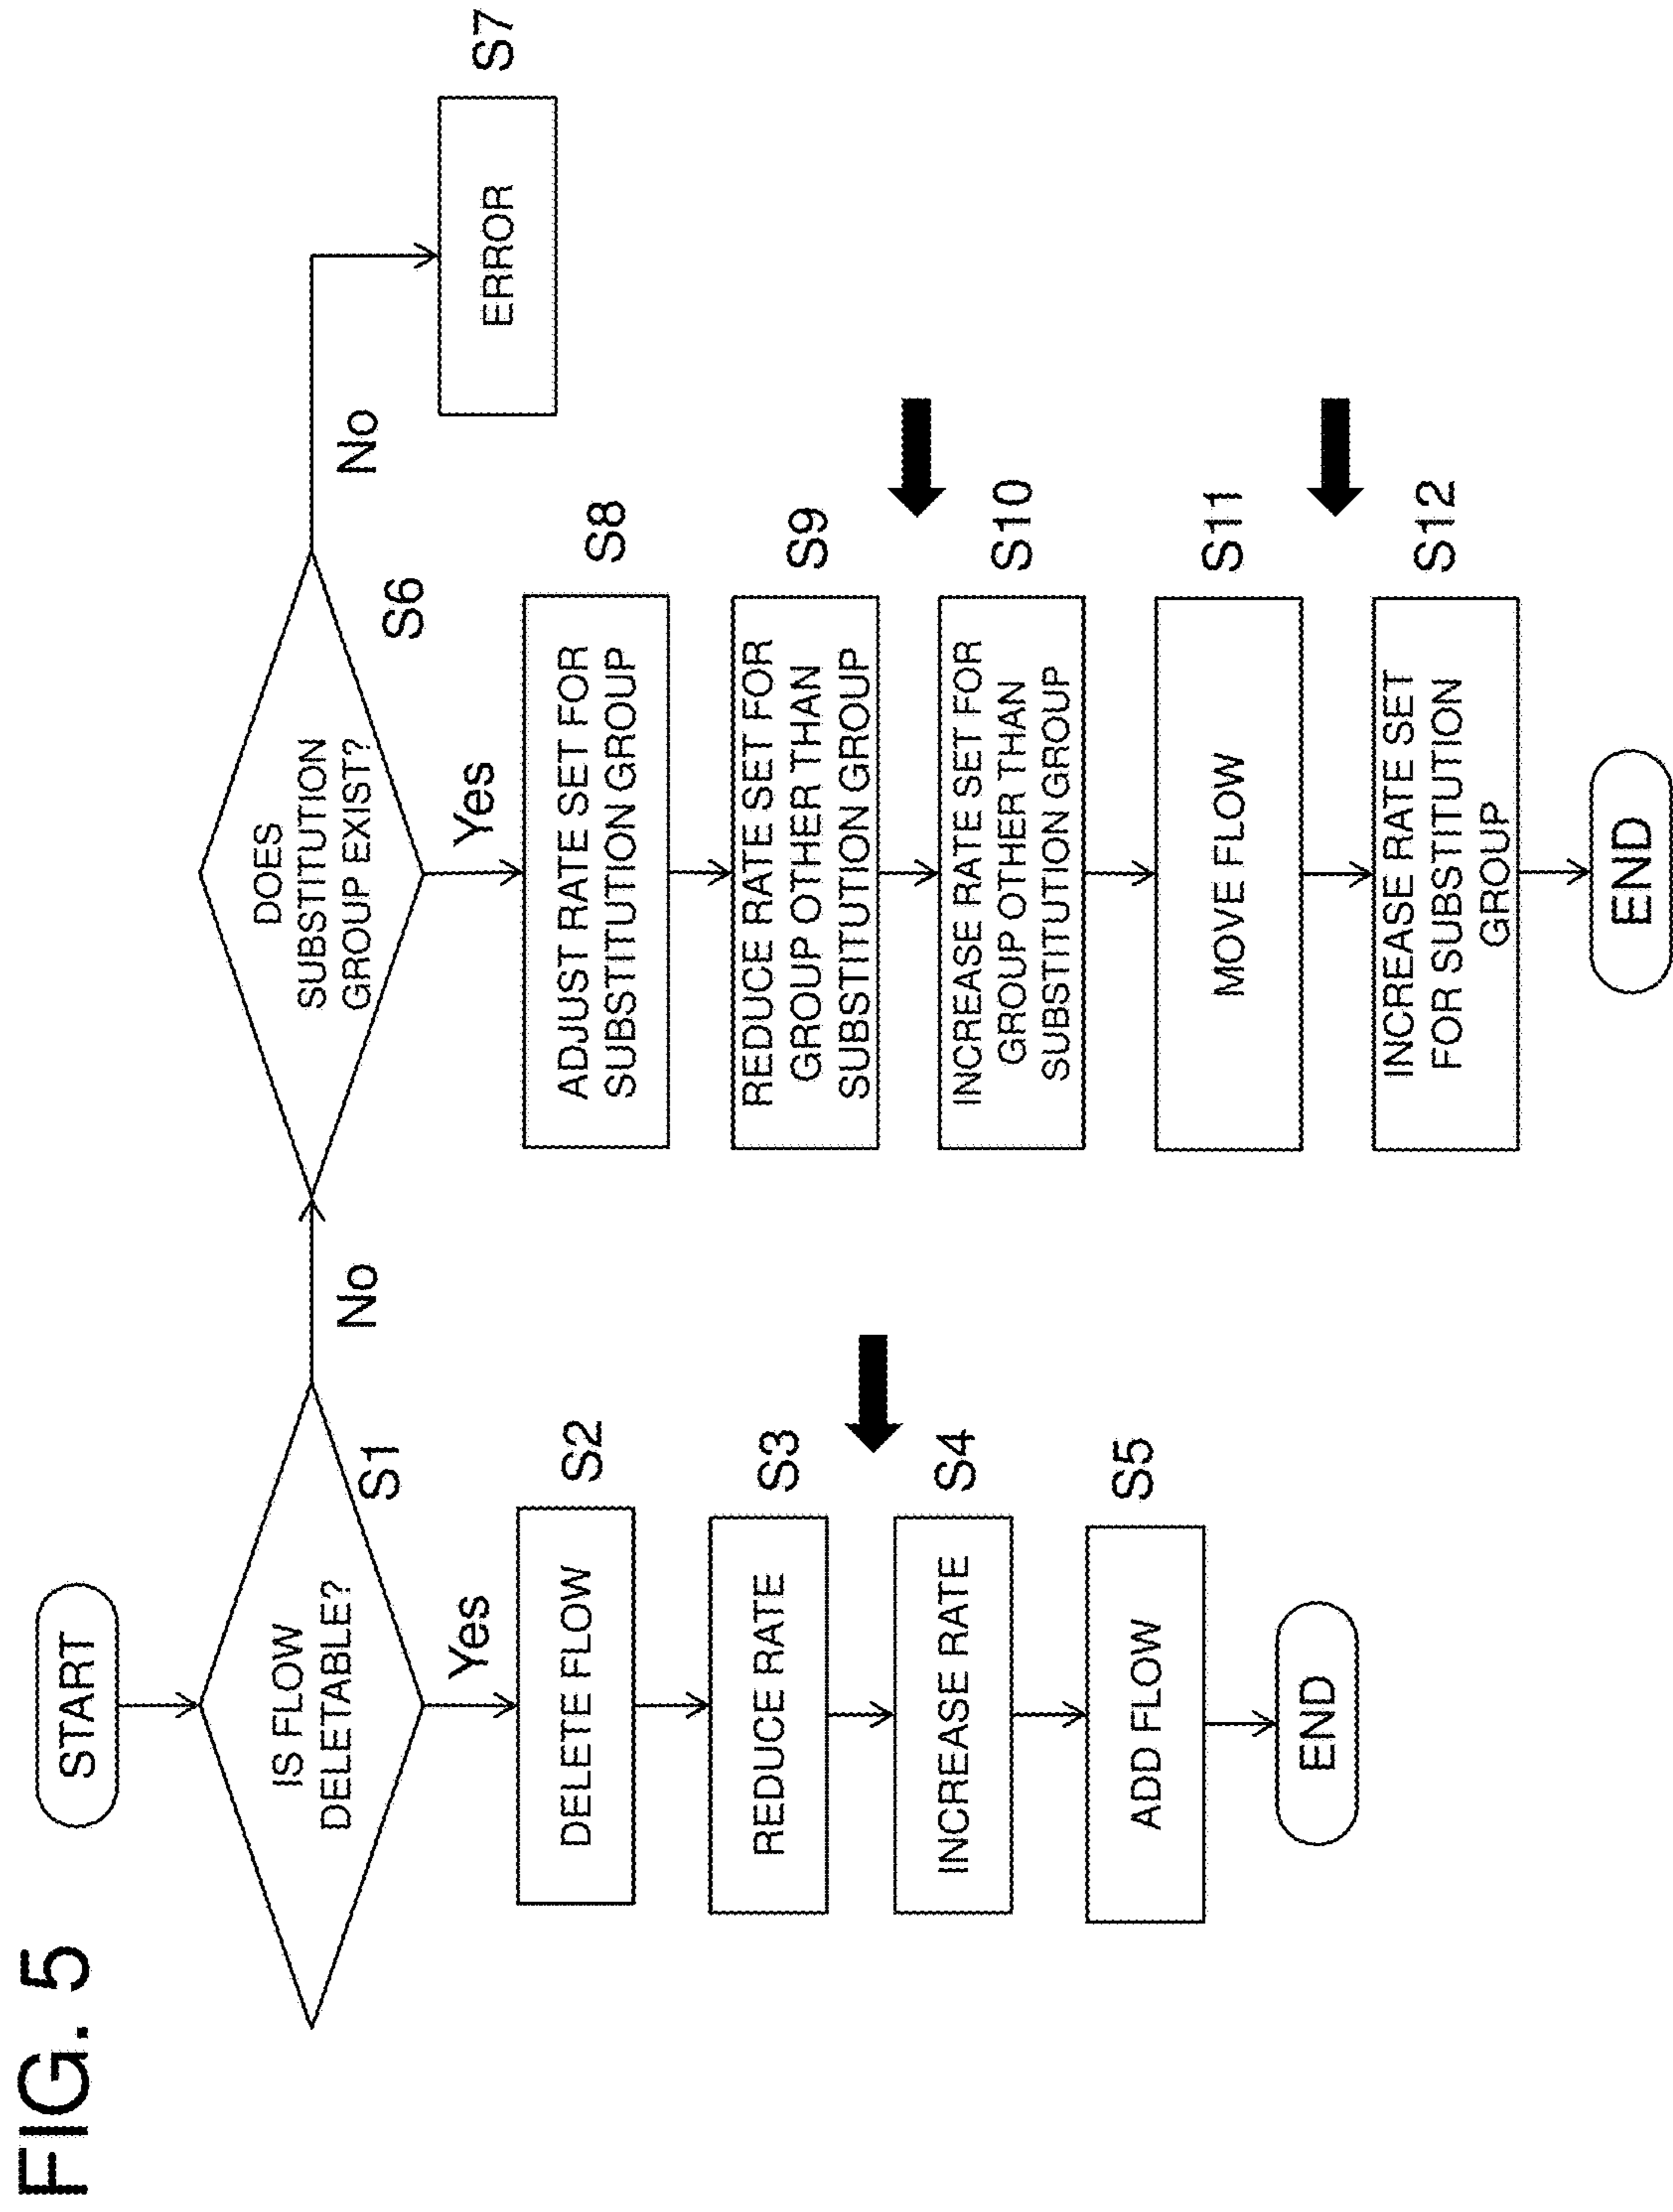 FIG. 5
START
IS FLOW
DELETABLE?
S1
No
Yes
DELETE FLOW
S2
REDUCE RATE
S3
INCREASE RATE
S4
ADD FLOW
S5
END
DOES
SUBSTITUTION
GROUP EXIST?
S6
No
ERROR
S7
Yes
ADJUST RATE SET FOR
SUBSTITUTION GROUP
S8
REDUCE RATE SET FOR
GROUP OTHER THAN
SUBSTITUTION GROUP
S9
INCREASE RATE SET FOR
GROUP OTHER THAN
SUBSTITUTION GROUP
S10
MOVE FLOW
S11
INCREASE RATE SET
FOR SUBSTITUTION
GROUP
S12
END